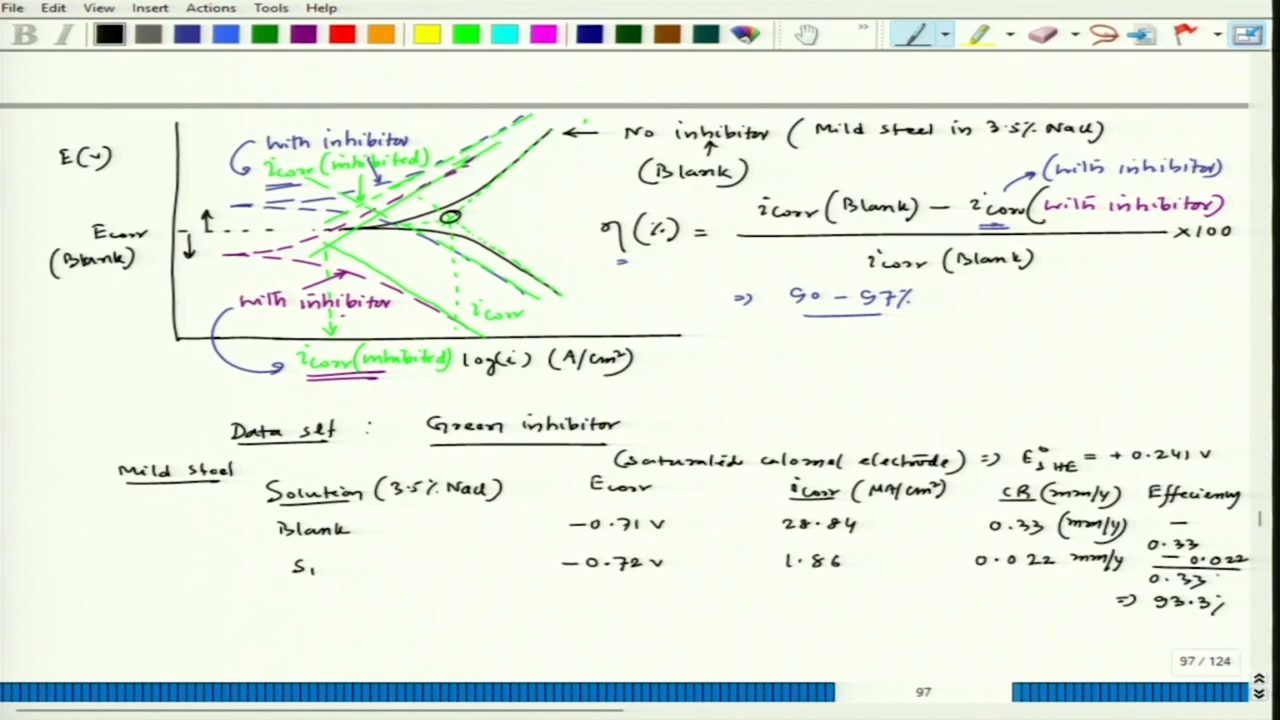 File Edit View Insert Actions Tools Help
B I
E(v)
with inhibitor
icorr (inhibited)
Ecorr
(Blank)
with inhibitor
icorr
icorr(inhibited) log(i) (A/cm²)
← No inhibitor (Mild steel in 3.5% NaCl)
(Blank)
(with inhibitor)
η(%) = icorr (Blank) - icorr (with inhibitor)
icorr (Blank)
×100
⇒ 90 - 97%
Data set : Green inhibitor
Mild steel
(saturated calomel electrode) ⇒ E°SHE = + 0.241 V
Solution (3.5% NaCl) Ecorr icorr (μA/cm²) CR (mm/y) Effeciency
Blank -0.71 V 28.84 0.33 (mm/y) —
S1 -0.72 V 1.86 0.022 mm/y 0.33 - 0.022
0.33
⇒ 93.3%
97 / 124
97